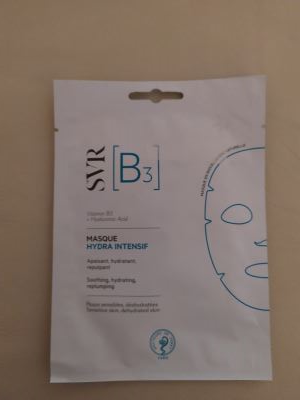 SVR
[B3]
Vitamin B3
+ Hyaluronic Acid
MASQUE
HYDRA INTENSIF
Apaisant, hydratant,
repulpant
Soothing, hydrating,
replumping
Peaux sensibles, déshydratées
Sensitive skin, dehydrated skin